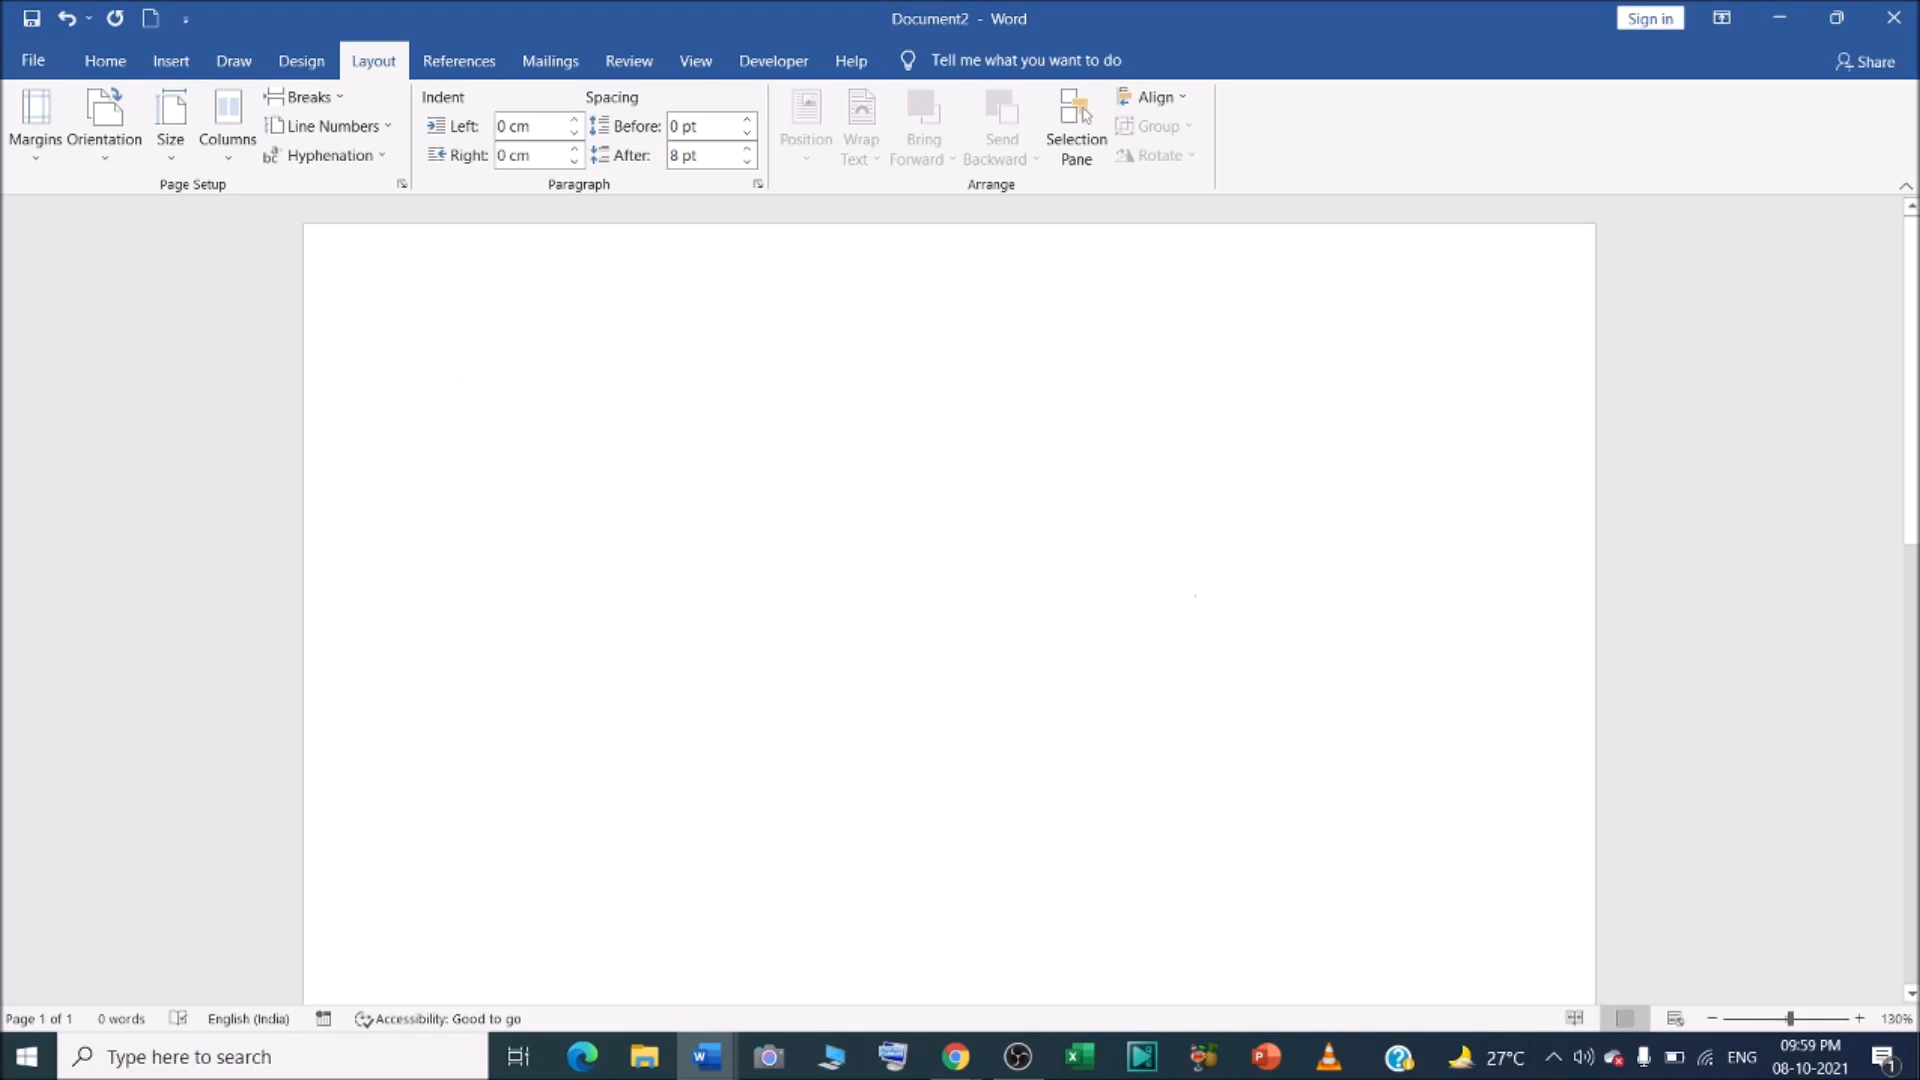 Document2 - Word
Sign in
File Home Insert Draw Design Layout References Mailings Review View Developer Help Tell me what you want to do Share
Margins Orientation Size Columns
Breaks
Line Numbers
Hyphenation
Page Setup
Indent Spacing
Left: 0 cm Before: 0 pt
Right: 0 cm After: 8 pt
Paragraph
Position Wrap Text Bring Forward Send Backward Selection Pane
Align
Group
Rotate
Arrange
Page 1 of 1 0 words English (India) Accessibility: Good to go 130%
Type here to search 27°C ENG 09:59 PM
08-10-2021 1